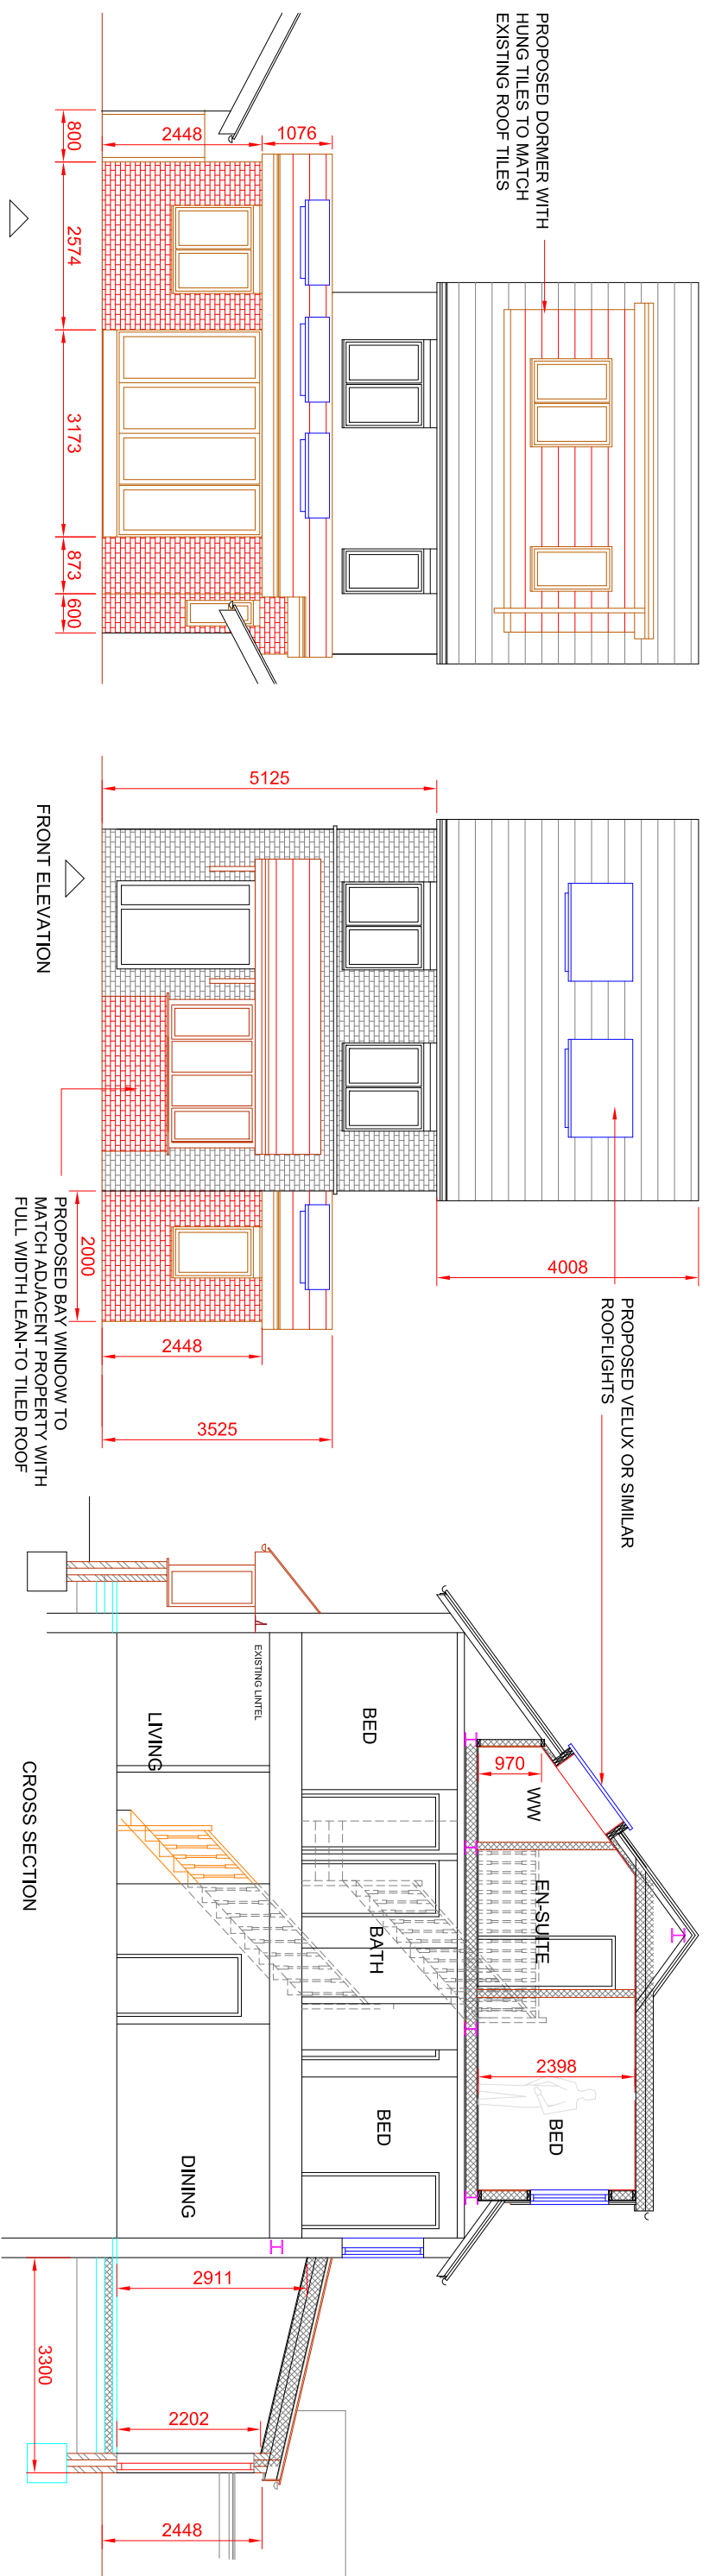 PROPOSED DORMER WITH
HUNG TILES TO MATCH
EXISTING ROOF TILES
1076
2448
800
2574
3173
873
600
5125
FRONT ELEVATION
4008
2448
3525
2000
PROPOSED BAY WINDOW TO
MATCH ADJACENT PROPERTY WITH
FULL WIDTH LEAN-TO TILED ROOF
PROPOSED VELUX OR SIMILAR
ROOFLIGHTS
970
WW
EN-SUITE
2398
BED
BED
BATH
BED
EXISTING LINTEL
LIVING
DINING
2911
2202
3300
2448
CROSS SECTION